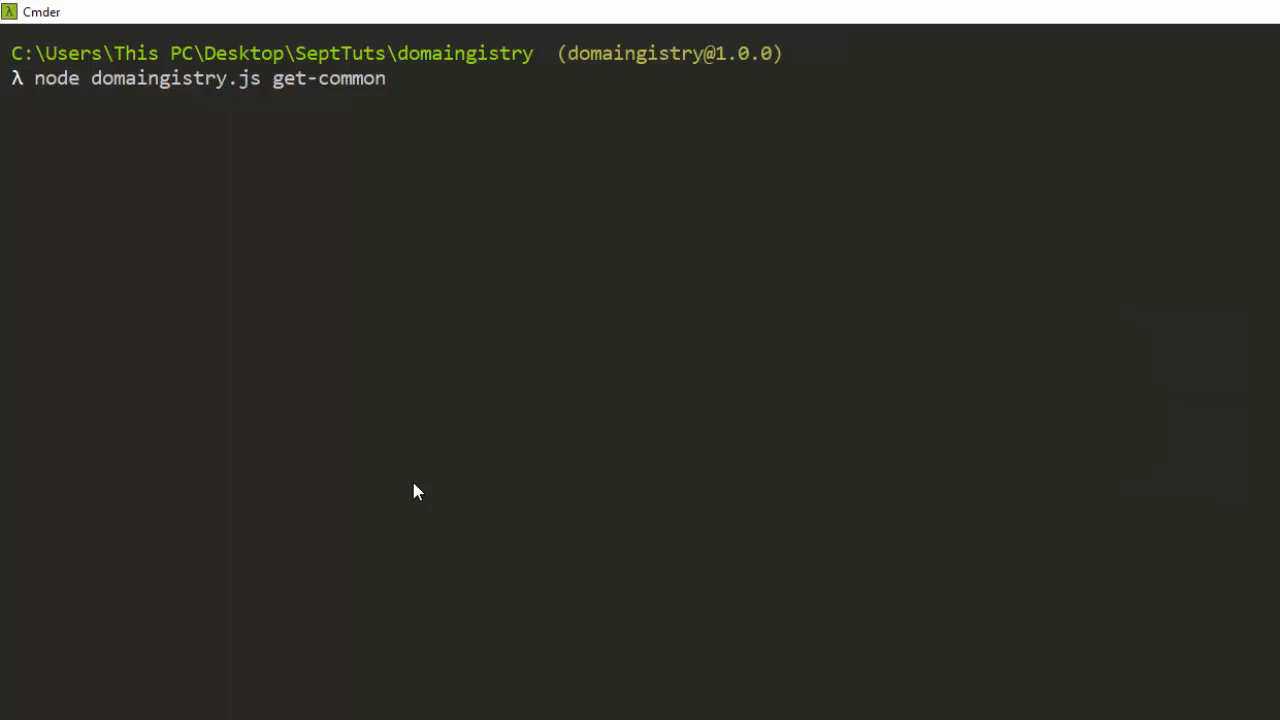 Cmder
C:\Users\This PC\Desktop\SeptTuts\domaingistry  (domaingistry@1.0.0)
λ node domaingistry.js get-common